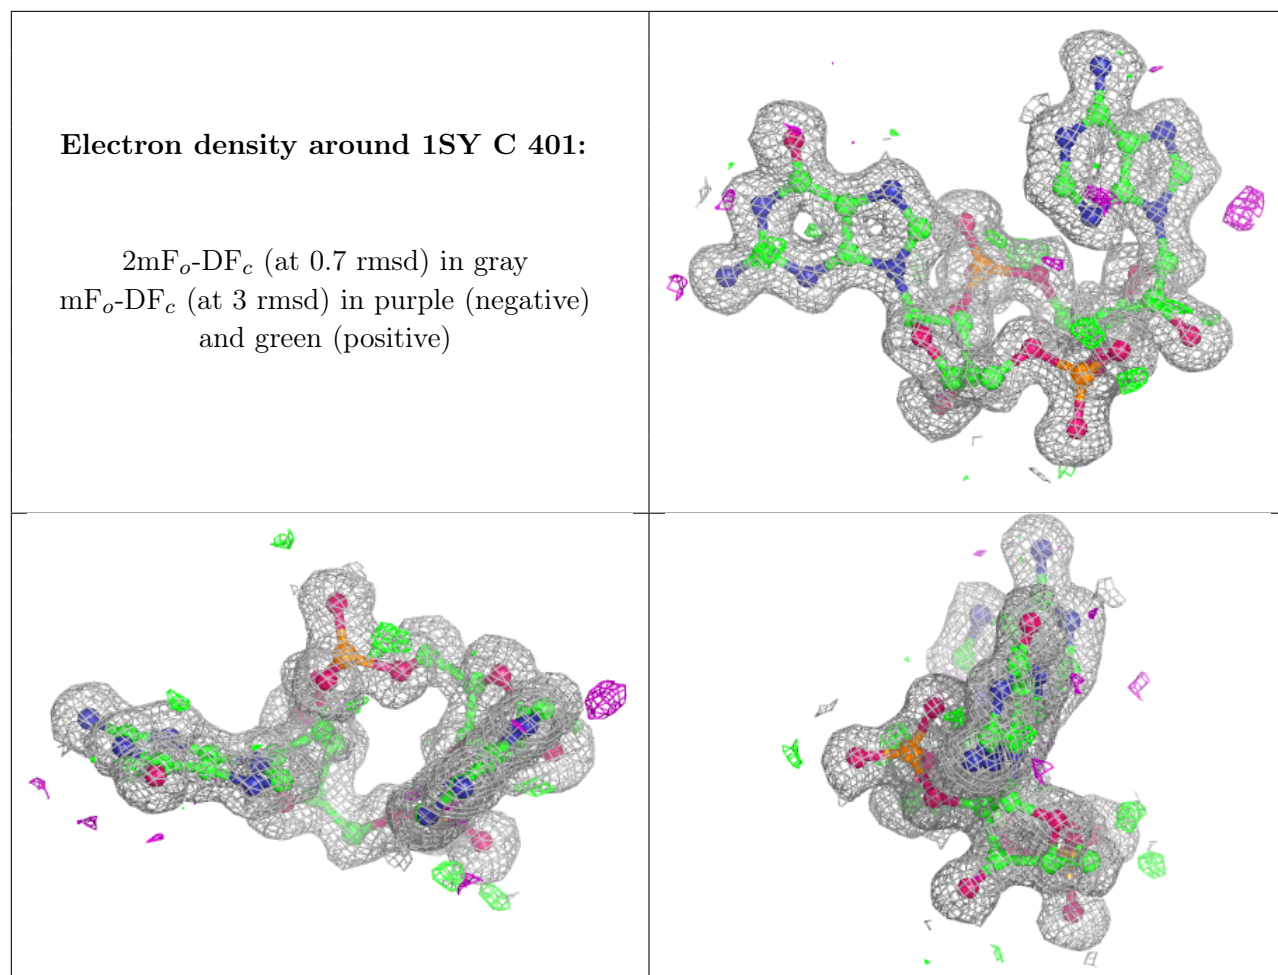 Electron density around 1SY C 401:
2mFo-DFc (at 0.7 rmsd) in gray
mFo-DFc (at 3 rmsd) in purple (negative)
and green (positive)